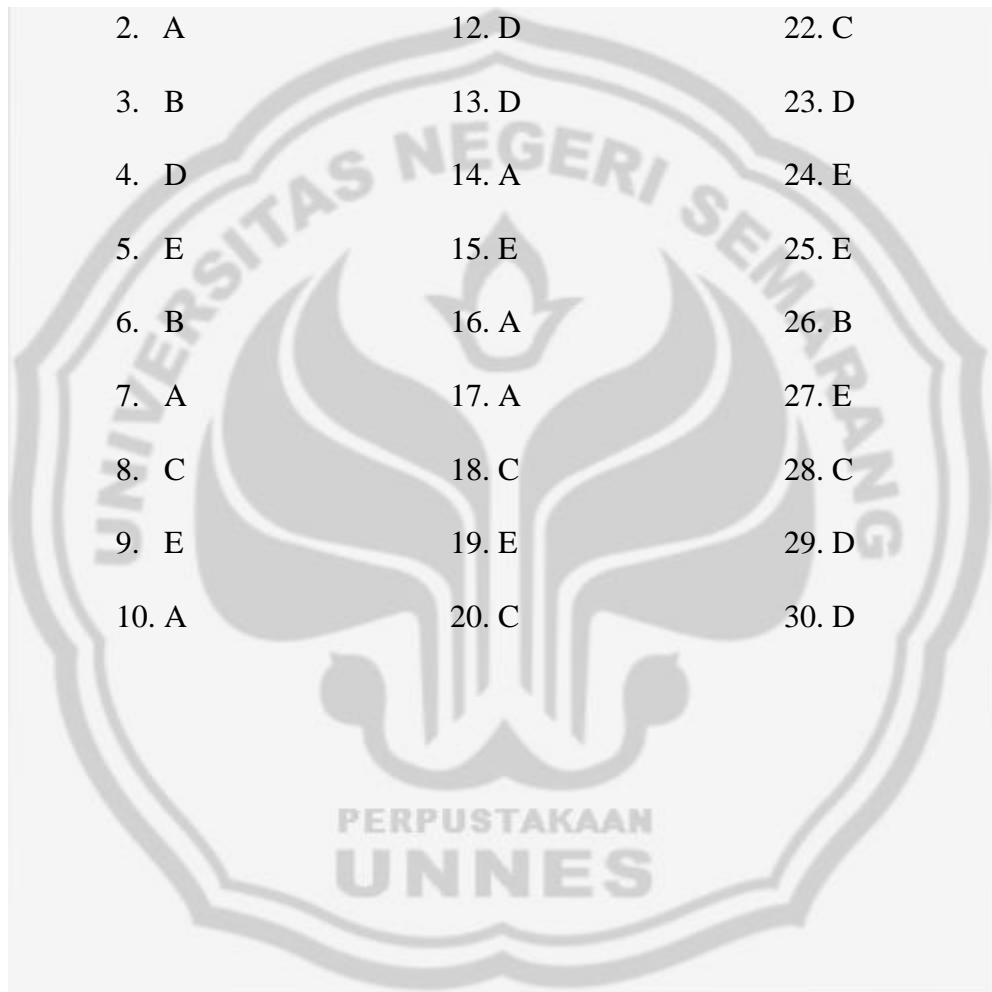 2. A
3. B
4. D
5. E
6. B
7. A
8. C
9. E
10. A
12. D
13. D
14. A
15. E
16. A
17. A
18. C
19. E
20. C
22. C
23. D
24. E
25. E
26. B
27. E
28. C
29. D
30. D
UNIVERSITAS NEGERI SEMARANG
PERPUSTAKAAN
UNNES